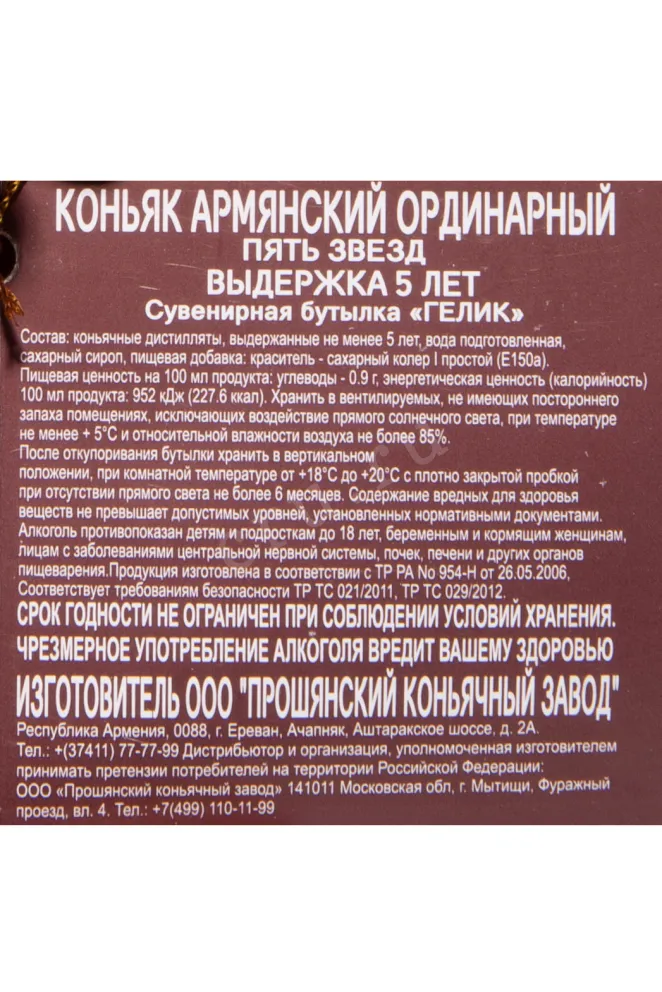 КОНЬЯК АРМЯНСКИЙ ОРДИНАРНЫЙ
ПЯТЬ ЗВЕЗД
ВЫДЕРЖКА 5 ЛЕТ
Сувенирная бутылка «ГЕЛИК»
Состав: коньячные дистилляты, выдержанные не менее 5 лет, вода подготовленная,
сахарный сироп, пищевая добавка: краситель - сахарный колер I простой (Е150а).
Пищевая ценность на 100 мл продукта: углеводы - 0.9 г, энергетическая ценность (калорийность)
100 мл продукта: 952 кДж (227.6 ккал). Хранить в вентилируемых, не имеющих постороннего
запаха помещениях, исключающих воздействие прямого солнечного света, при температуре
не менее + 5°С и относительной влажности воздуха не более 85%.
После откупоривания бутылки хранить в вертикальном
положении, при комнатной температуре от +18°С до +20°С с плотно закрытой пробкой
при отсутствии прямого света не более 6 месяцев. Содержание вредных для здоровья
веществ не превышает допустимых уровней, установленных нормативными документами.
Алкоголь противопоказан детям и подросткам до 18 лет, беременным и кормящим женщинам,
лицам с заболеваниями центральной нервной системы, почек, печени и других органов
пищеварения.Продукция изготовлена в соответствии с ТР РА No 954-Н от 26.05.2006,
Соответствует требованиям безопасности ТР ТС 021/2011, ТР ТС 029/2012.
СРОК ГОДНОСТИ НЕ ОГРАНИЧЕН ПРИ СОБЛЮДЕНИИ УСЛОВИЙ ХРАНЕНИЯ.
ЧРЕЗМЕРНОЕ УПОТРЕБЛЕНИЕ АЛКОГОЛЯ ВРЕДИТ ВАШЕМУ ЗДОРОВЬЮ
ИЗГОТОВИТЕЛЬ ООО "ПРОШЯНСКИЙ КОНЬЯЧНЫЙ ЗАВОД"
Республика Армения, 0088, г. Ереван, Ачапняк, Аштаракское шоссе, д. 2А.
Тел.: +(37411) 77-77-99 Дистрибьютор и организация, уполномоченная изготовителем
принимать претензии потребителей на территории Российской Федерации:
ООО «Прошянский коньячный завод» 141011 Московская обл, г. Мытищи, Фуражный
проезд, вл. 4. Тел.: +7(499) 110-11-99